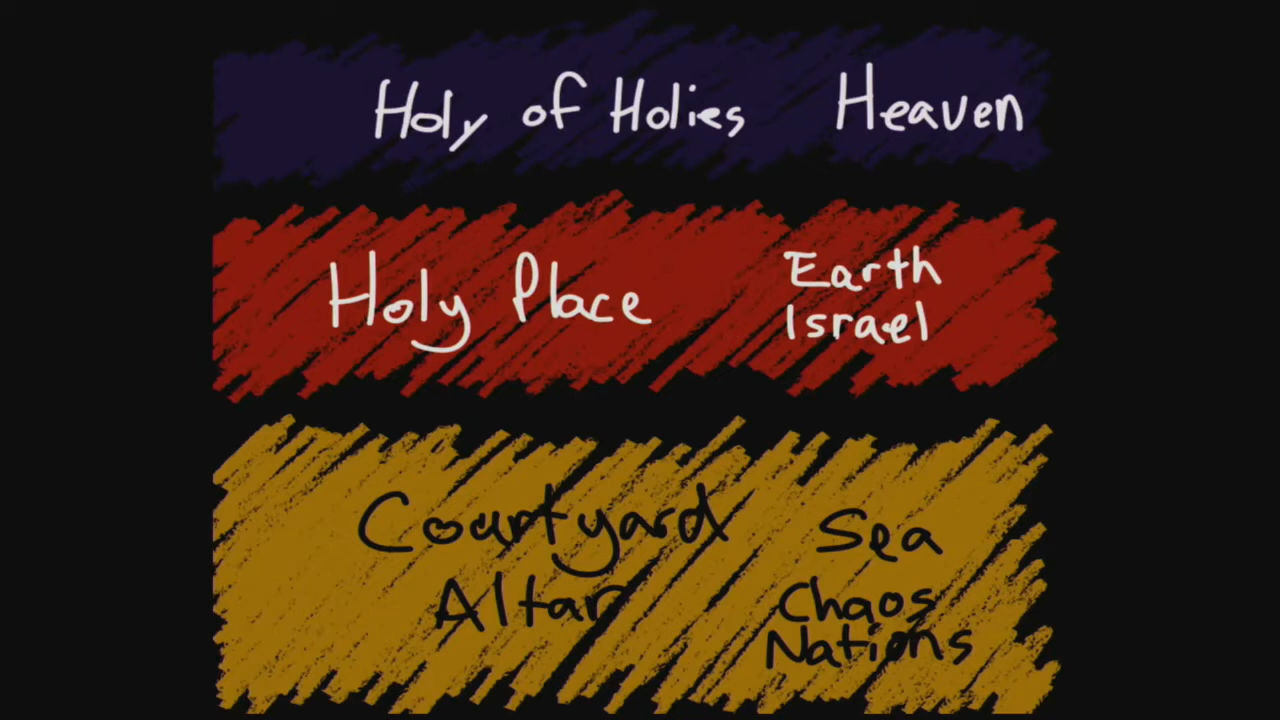 Holy of Holies Heaven
Holy Place Earth
Israel
Courtyard Sea
Altar Chaos
Nations